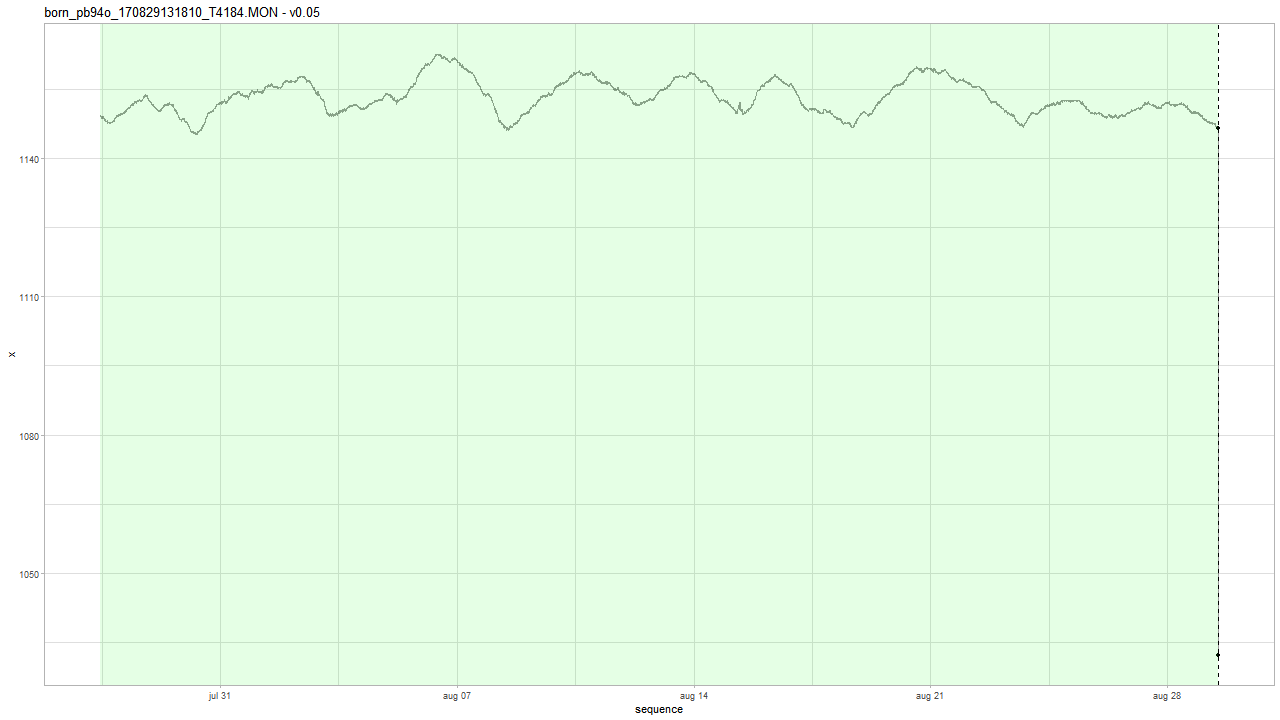 born_pb94o_170829131810_T4184.MON - v0.05
1140
1110
x
1080
1050
jul 31
aug 07
aug 14
aug 21
aug 28
sequence